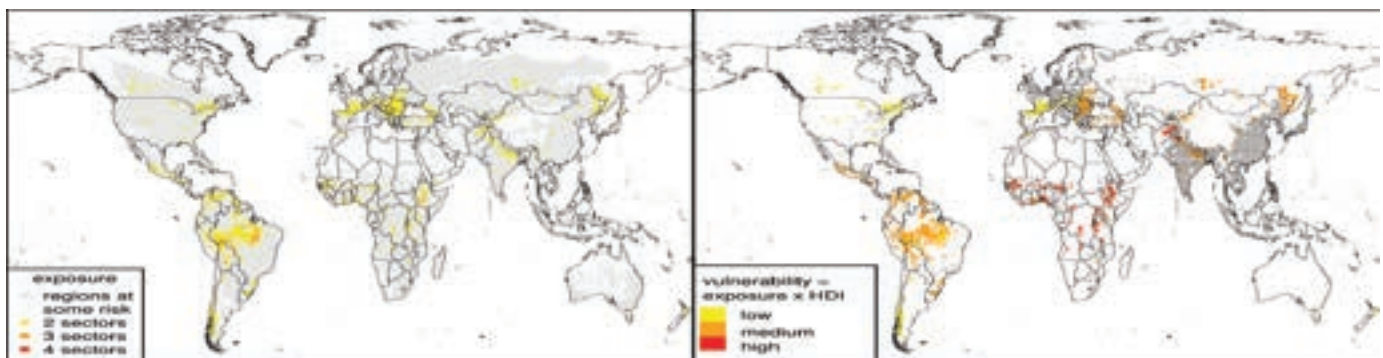 exposure
regions at
some risk
2 sectors
3 sectors
4 sectors
vulnerability =
exposure x HDI
low
medium
high